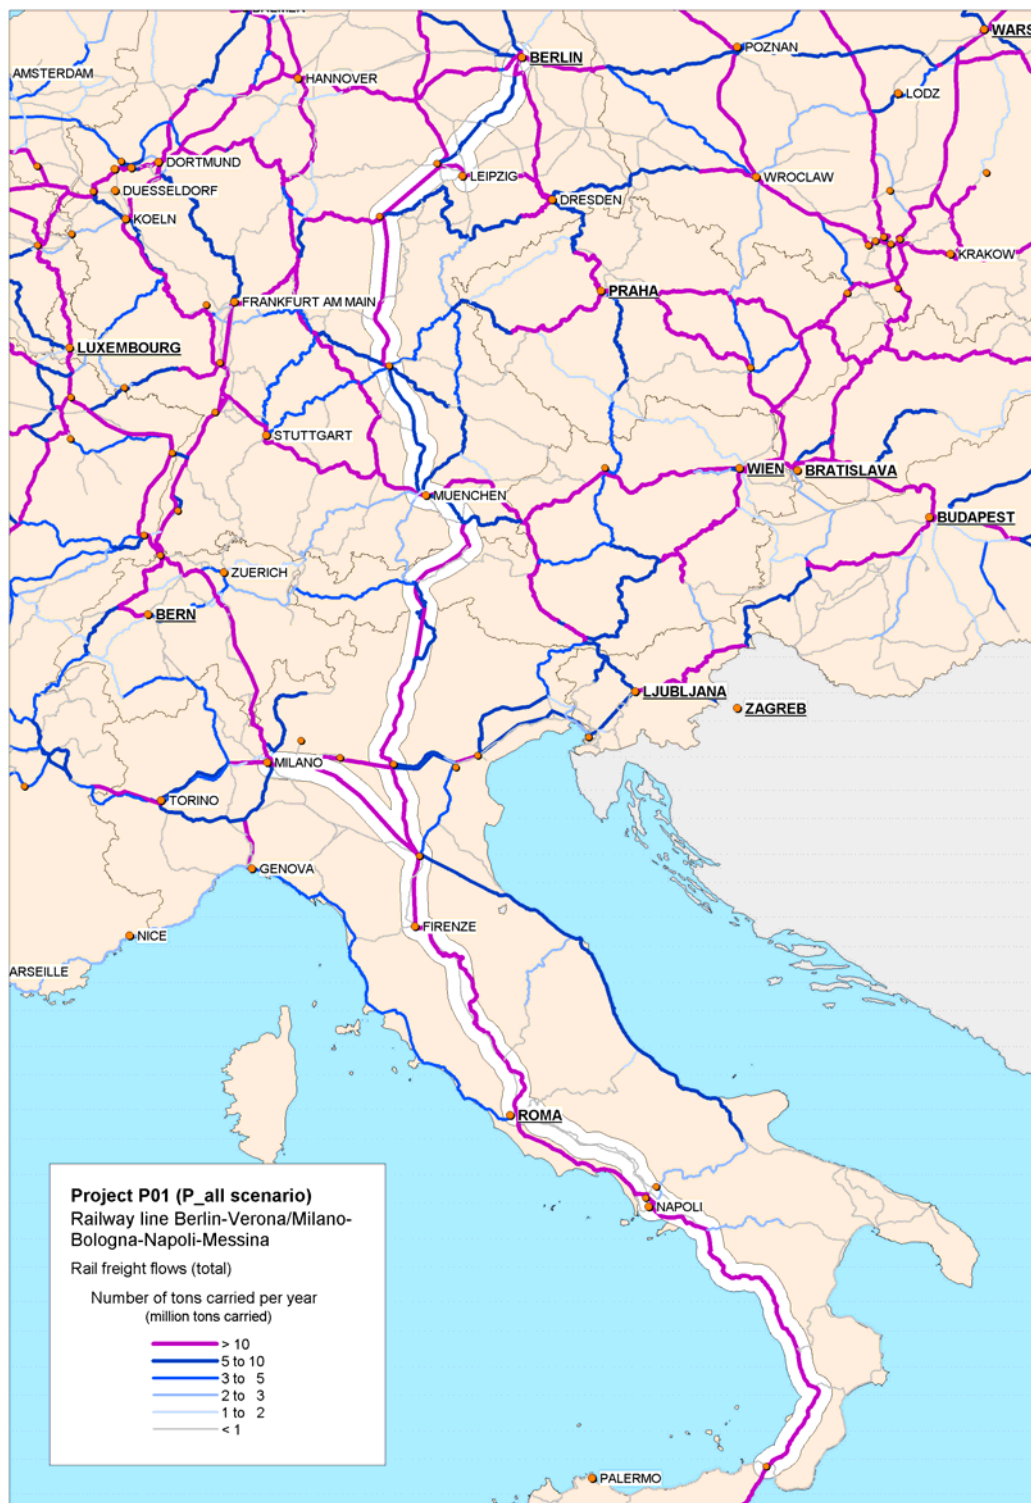 BREMEN
WARS
BERLIN
POZNAN
AMSTERDAM
HANNOVER
LODZ
DORTMUND
LEIPZIG
WROCLAW
DUESSELDORF
DRESDEN
KOELN
KRAKOW
PRAHA
FRANKFURT AM MAIN
LUXEMBOURG
STUTTGART
WIEN
BRATISLAVA
MUENCHEN
BUDAPEST
ZUERICH
BERN
LJUBLJANA
ZAGREB
MILANO
TORINO
GENOVA
FIRENZE
NICE
ARSEILLE
ROMA
NAPOLI
PALERMO
Project P01 (P_all scenario)
Railway line Berlin-Verona/Milano-
Bologna-Napoli-Messina
Rail freight flows (total)
Number of tons carried per year
(million tons carried)
> 10
5 to 10
3 to 5
2 to 3
1 to 2
< 1